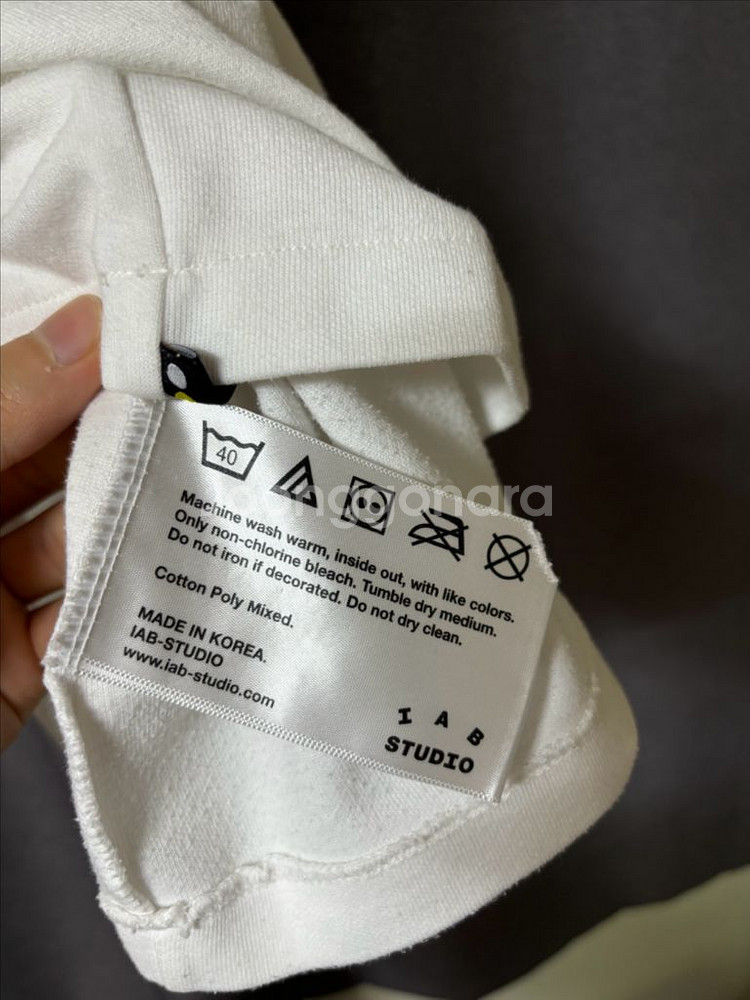 40
Machine wash warm, inside out, with like colors.
Only non-chlorine bleach. Tumble dry medium.
Do not iron if decorated. Do not dry clean.
Cotton Poly Mixed.
MADE IN KOREA.
IAB-STUDIO
www.iab-studio.com
I A B
STUDIO
joonggonara